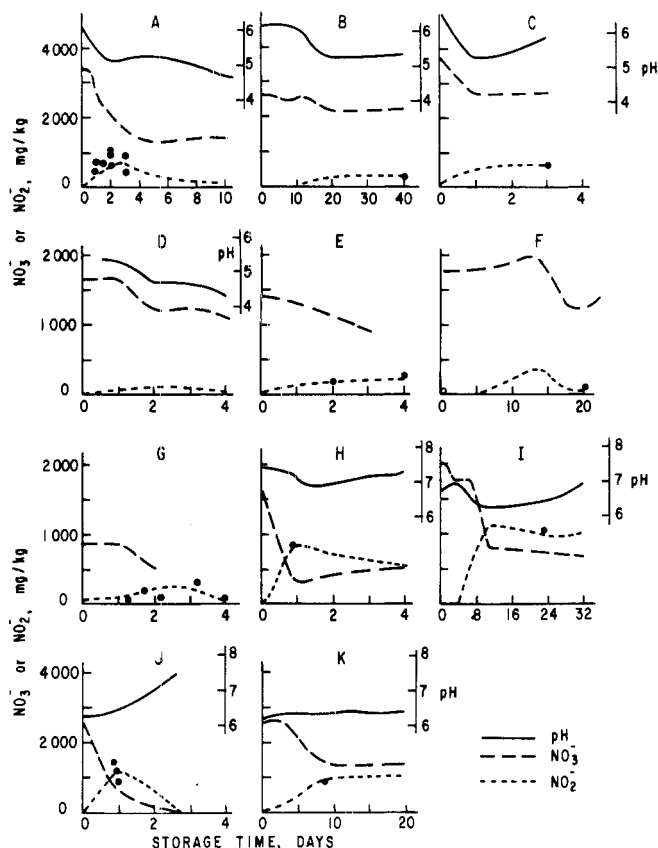 A B C
4000 3000 2000 1000 0
6 5 4
6 5 4
6 5 4 pH
0 2 4 6 8 10
0 10 20 30 40
0 2 4
NO₃⁻ or NO₂⁻, mg/kg
D E F
2000 1000 0
pH 6 5 4
0 2 4
0 2 4
0 10 20
G H I
2000 1000 0
8 7 6
8 7 6 pH
0 2 4
0 2 4
0 8 16 24 32
NO₃⁻ or NO₂⁻, mg/kg
J K
4000 3000 2000 1000 0
8 7 6
8 7 6 pH
0 2 4
0 10 20
pH
NO₃⁻
NO₂⁻
STORAGE TIME, DAYS